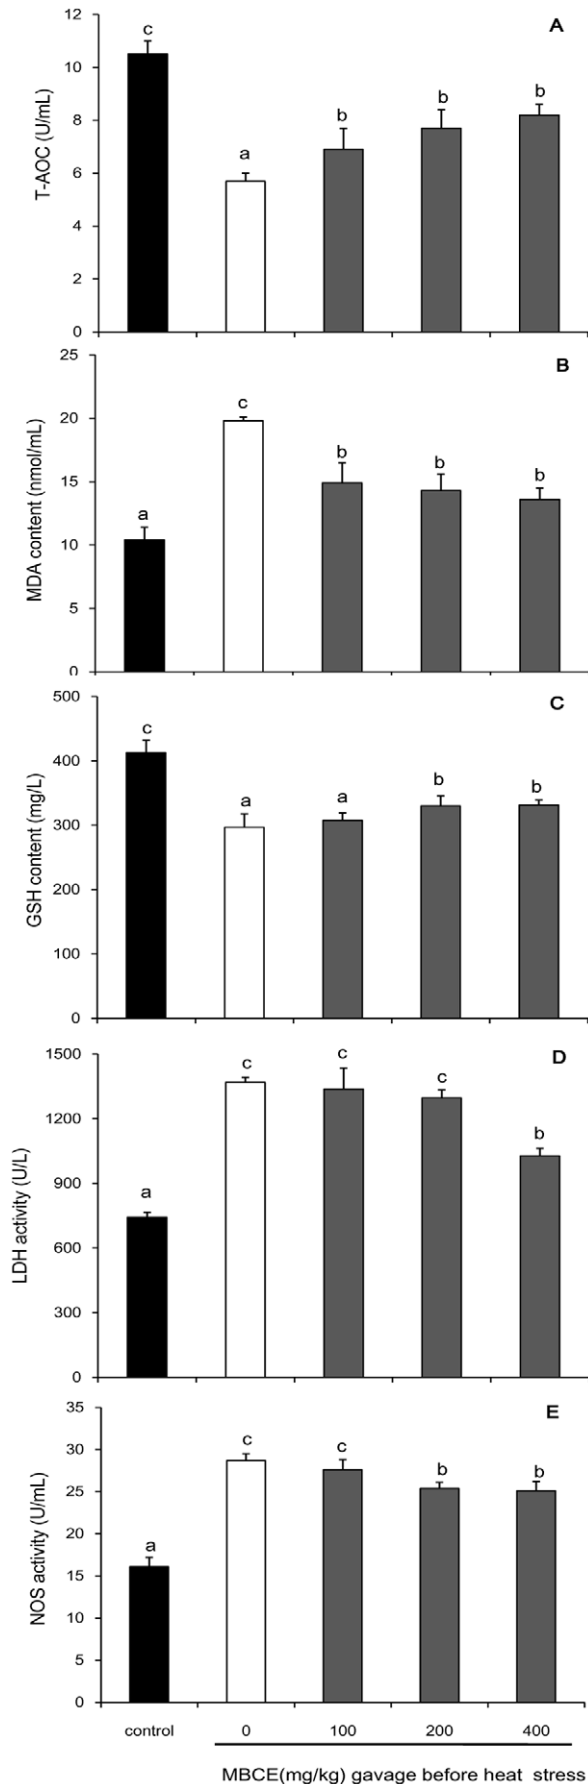 A
T-AOC (U/mL)
12
10
8
6
4
2
0
c
a
b
b
b
B
MDA content (nmol/mL)
25
20
15
10
5
0
a
c
b
b
b
C
GSH content (mg/L)
500
400
300
200
100
0
c
a
a
b
b
D
LDH activity (U/L)
1500
1200
900
600
300
0
a
c
c
c
b
E
NOS activity (U/mL)
35
30
25
20
15
10
5
0
a
c
c
b
b
control 0 100 200 400
MBCE(mg/kg) gavage before heat stress